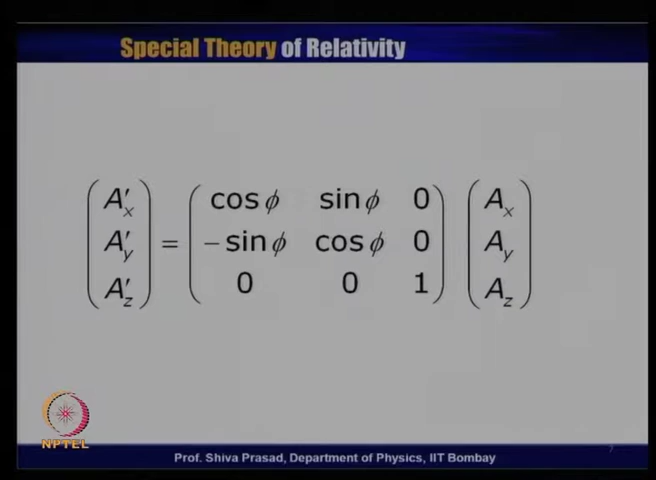 Special Theory of Relativity
A′x cos ϕ sin ϕ 0 Ax
A′y = − sin ϕ cos ϕ 0 Ay
A′z 0 0 1 Az
NPTEL
Prof. Shiva Prasad, Department of Physics, IIT Bombay
7